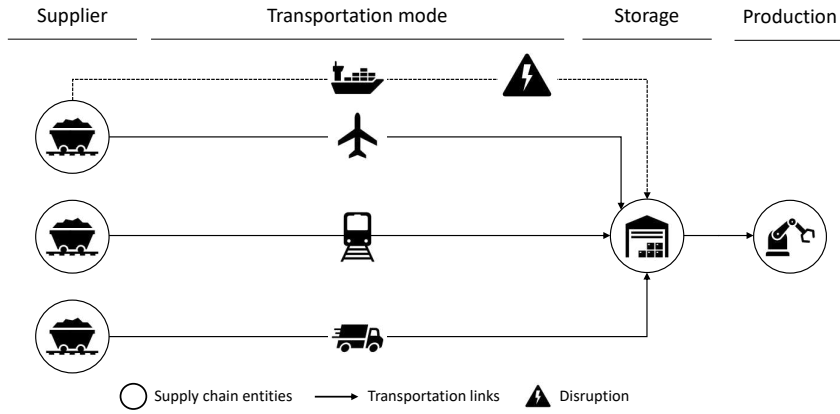 Supplier Transportation mode Storage Production
Supply chain entities Transportation links Disruption